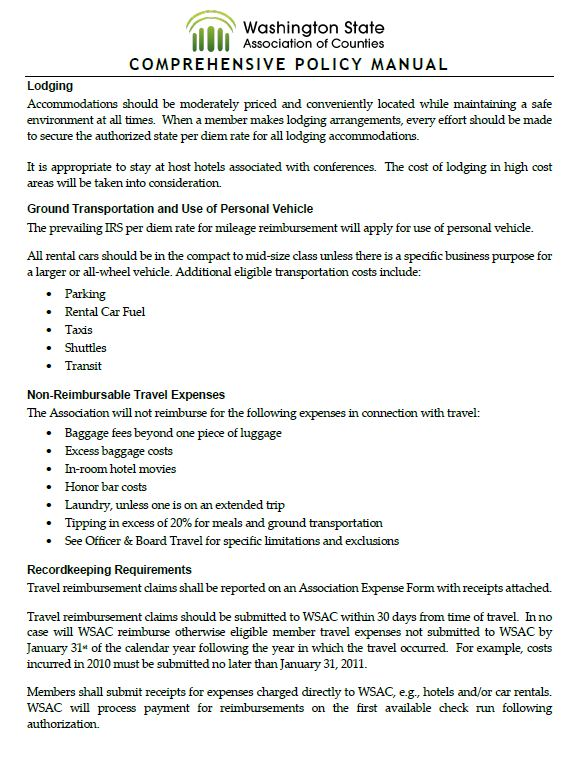 Washington State
Association of Counties
COMPREHENSIVE POLICY MANUAL
Lodging
Accommodations should be moderately priced and conveniently located while maintaining a safe
environment at all times. When a member makes lodging arrangements, every effort should be made
to secure the authorized state per diem rate for all lodging accommodations.
It is appropriate to stay at host hotels associated with conferences. The cost of lodging in high cost
areas will be taken into consideration.
Ground Transportation and Use of Personal Vehicle
The prevailing IRS per diem rate for mileage reimbursement will apply for use of personal vehicle.
All rental cars should be in the compact to mid-size class unless there is a specific business purpose for
a larger or all-wheel vehicle. Additional eligible transportation costs include:
• Parking
• Rental Car Fuel
• Taxis
• Shuttles
• Transit
Non-Reimbursable Travel Expenses
The Association will not reimburse for the following expenses in connection with travel:
• Baggage fees beyond one piece of luggage
• Excess baggage costs
• In-room hotel movies
• Honor bar costs
• Laundry, unless one is on an extended trip
• Tipping in excess of 20% for meals and ground transportation
• See Officer & Board Travel for specific limitations and exclusions
Recordkeeping Requirements
Travel reimbursement claims shall be reported on an Association Expense Form with receipts attached.
Travel reimbursement claims should be submitted to WSAC within 30 days from time of travel. In no
case will WSAC reimburse otherwise eligible member travel expenses not submitted to WSAC by
January 31st of the calendar year following the year in which the travel occurred. For example, costs
incurred in 2010 must be submitted no later than January 31, 2011.
Members shall submit receipts for expenses charged directly to WSAC, e.g., hotels and/or car rentals.
WSAC will process payment for reimbursements on the first available check run following
authorization.